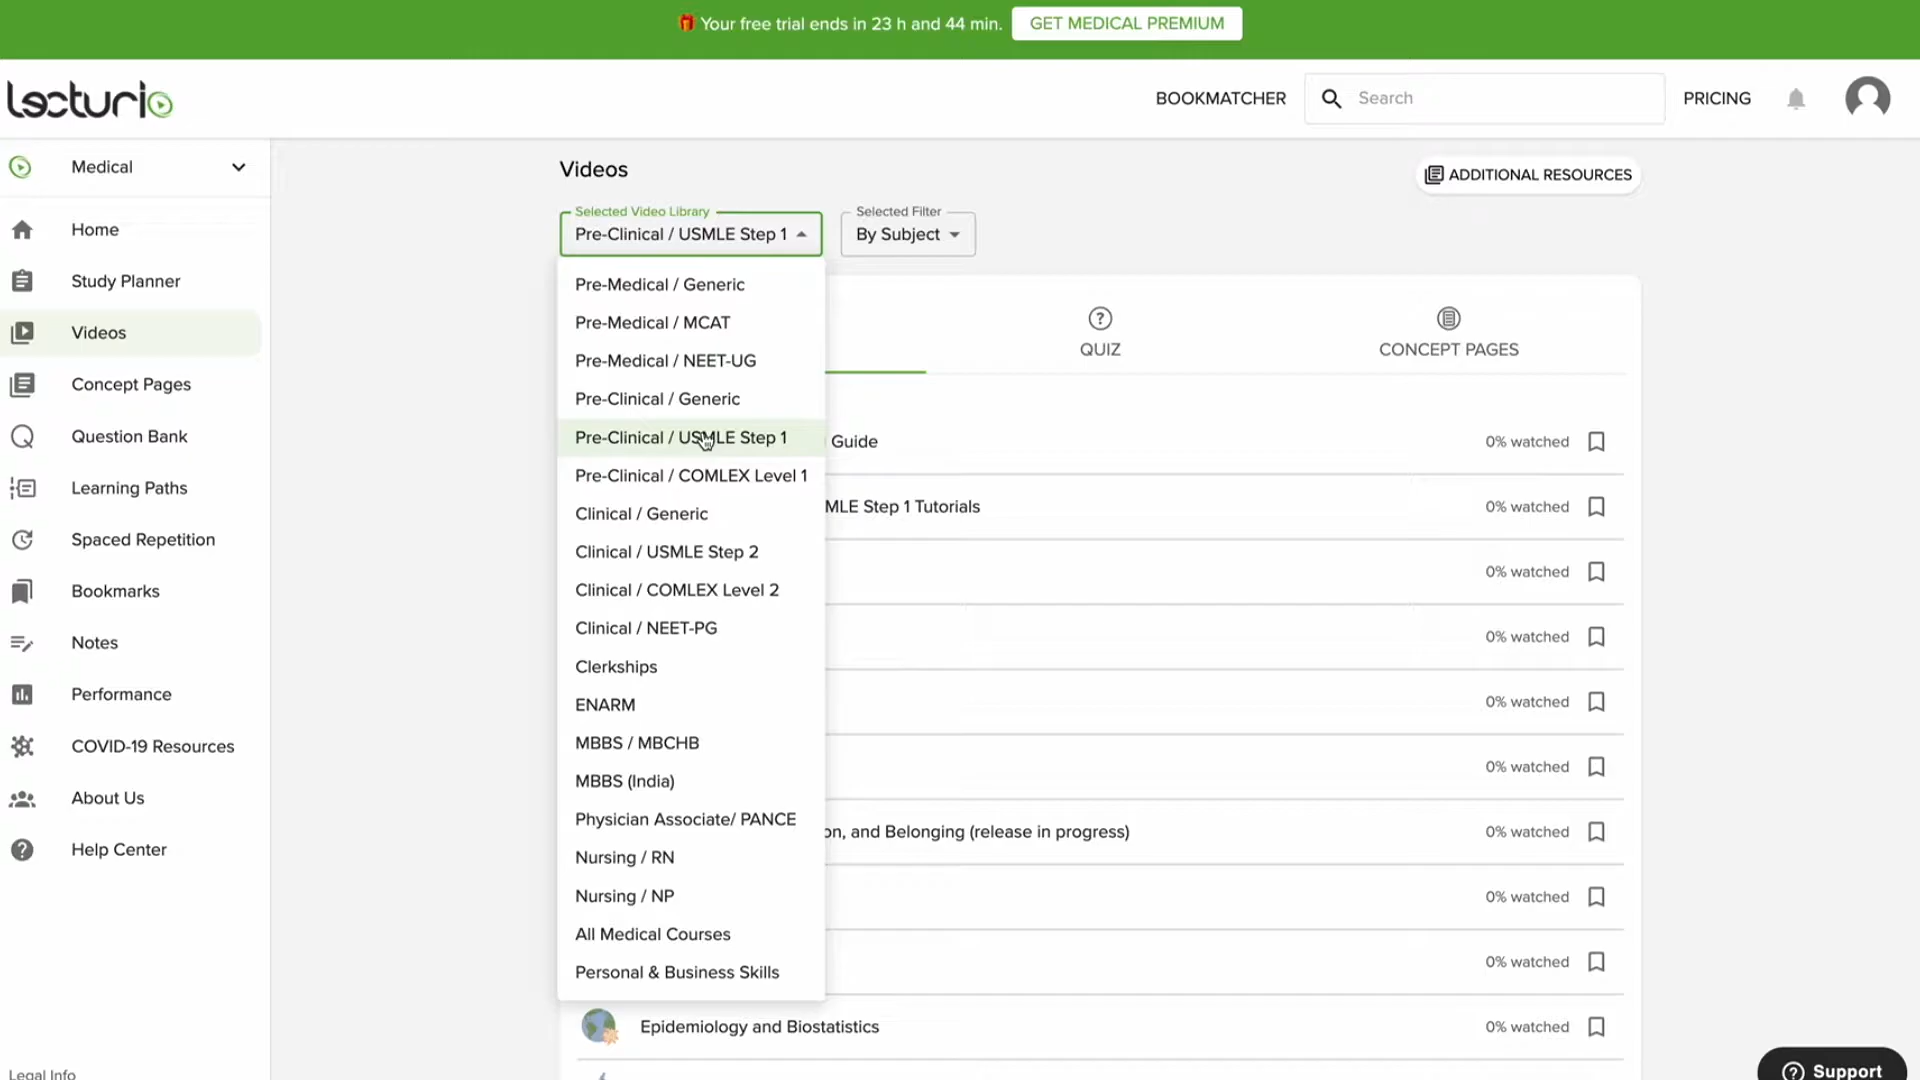 Your free trial ends in 23 h and 44 min. GET MEDICAL PREMIUM
lecturio
BOOKMATCHER
Search
PRICING
Medical
Home
Study Planner
Videos
Concept Pages
Question Bank
Learning Paths
Spaced Repetition
Bookmarks
Notes
Performance
COVID-19 Resources
About Us
Help Center
Legal Info
Videos
ADDITIONAL RESOURCES
Selected Video Library
Pre-Clinical / USMLE Step 1
Selected Filter
By Subject
Pre-Medical / Generic
Pre-Medical / MCAT
Pre-Medical / NEET-UG
Pre-Clinical / Generic
Pre-Clinical / USMLE Step 1
Pre-Clinical / COMLEX Level 1
Clinical / Generic
Clinical / USMLE Step 2
Clinical / COMLEX Level 2
Clinical / NEET-PG
Clerkships
ENARM
MBBS / MBCHB
MBBS (India)
Physician Associate/ PANCE
Nursing / RN
Nursing / NP
All Medical Courses
Personal & Business Skills
QUIZ
CONCEPT PAGES
Guide 0% watched
MLE Step 1 Tutorials 0% watched
0% watched
0% watched
0% watched
0% watched
on, and Belonging (release in progress) 0% watched
0% watched
0% watched
Epidemiology and Biostatistics 0% watched
Support